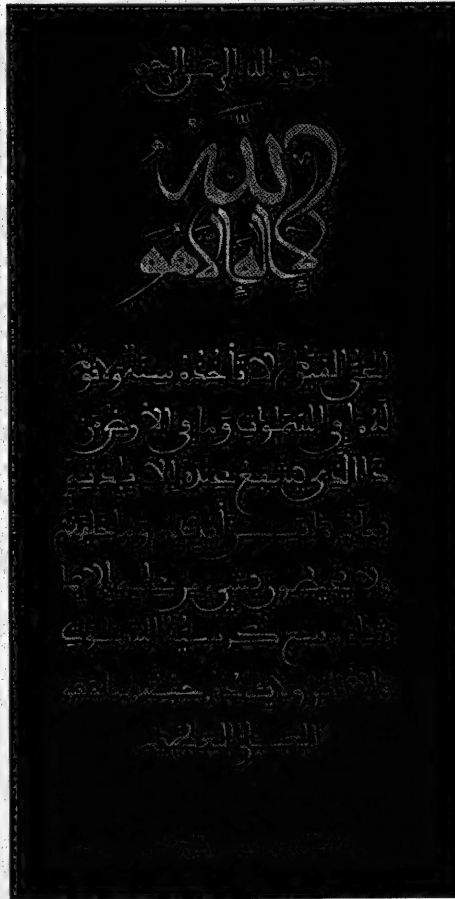 بسم الله الرحمن الرحيم
الله
لا إله إلا هو
الحي القيوم لا تأخذه سنة ولا نوم
له ما في السموات وما في الأرض من
ذا الذي يشفع عنده إلا بإذنه
يعلم ما بين أيديهم وما خلفهم
ولا يحيطون بشيء من علمه إلا بما
شاء وسع كرسيه السموات
والأرض ولا يئوده حفظهما وهو
العلي العظيم